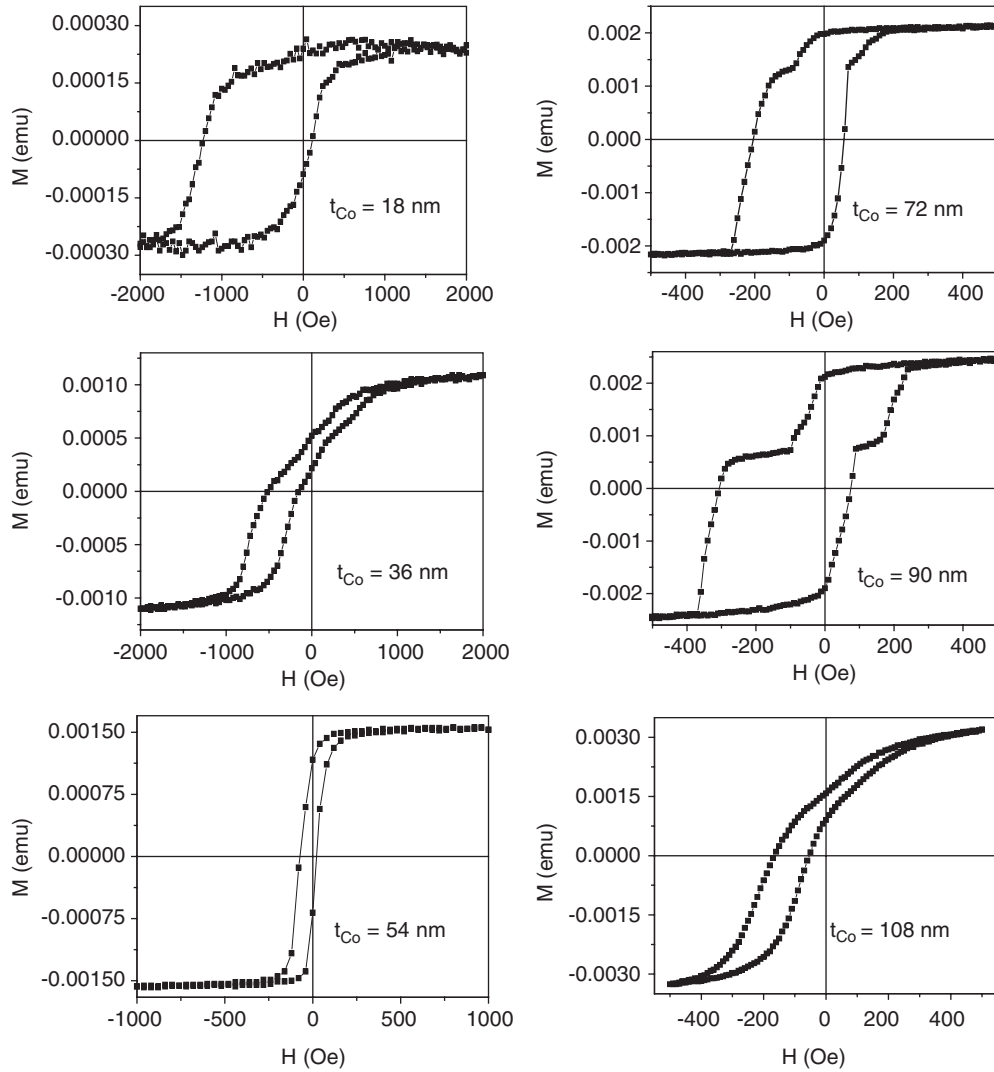 0.00030
0.00015
0.00000
-0.00015
-0.00030
M (emu)
t_Co = 18 nm
-2000 -1000 0 1000 2000
H (Oe)
0.002
0.001
0.000
-0.001
-0.002
M (emu)
t_Co = 72 nm
-400 -200 0 200 400
H (Oe)
0.0010
0.0005
0.0000
-0.0005
-0.0010
M (emu)
t_Co = 36 nm
-2000 -1000 0 1000 2000
H (Oe)
0.002
0.001
0.000
-0.001
-0.002
M (emu)
t_Co = 90 nm
-400 -200 0 200 400
H (Oe)
0.00150
0.00075
0.00000
-0.00075
-0.00150
M (emu)
t_Co = 54 nm
-1000 -500 0 500 1000
H (Oe)
0.0030
0.0015
0.0000
-0.0015
-0.0030
M (emu)
t_Co = 108 nm
-400 -200 0 200 400
H (Oe)